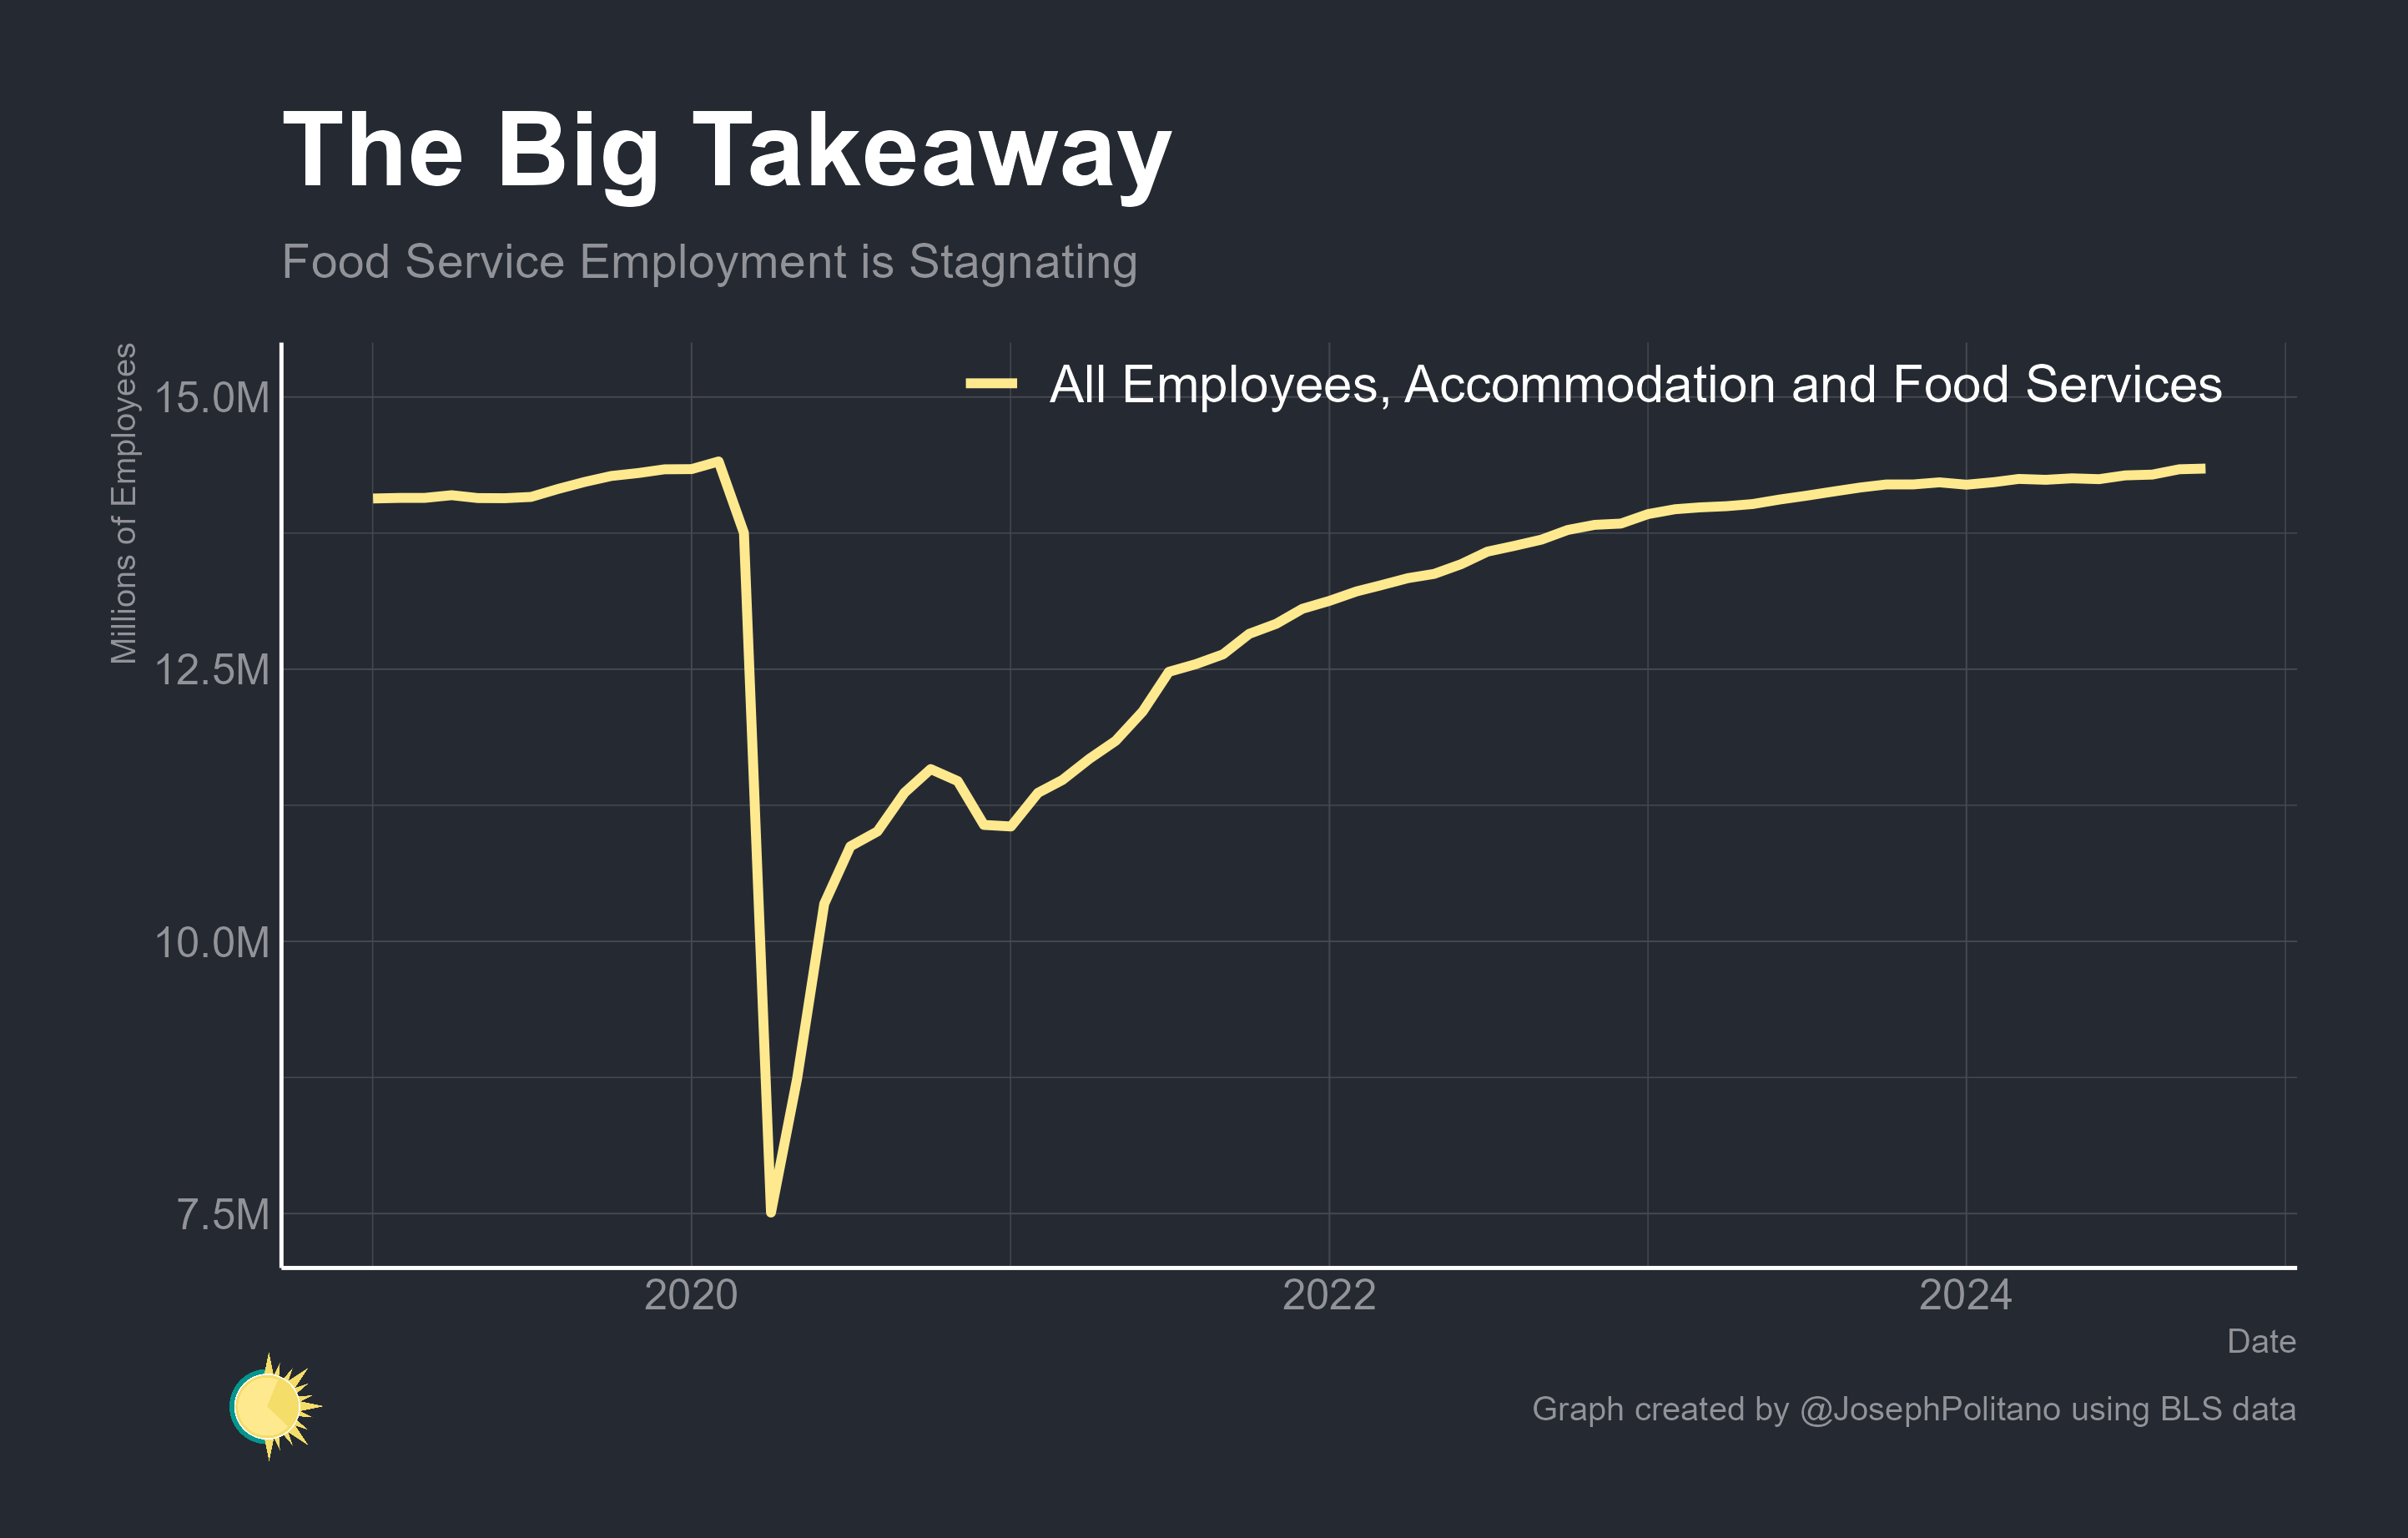 The Big Takeaway
Food Service Employment is Stagnating
Millions of Employees
All Employees, Accommodation and Food Services
15.0M
12.5M
10.0M
7.5M
2020
2022
2024
Date
Graph created by @JosephPolitano using BLS data